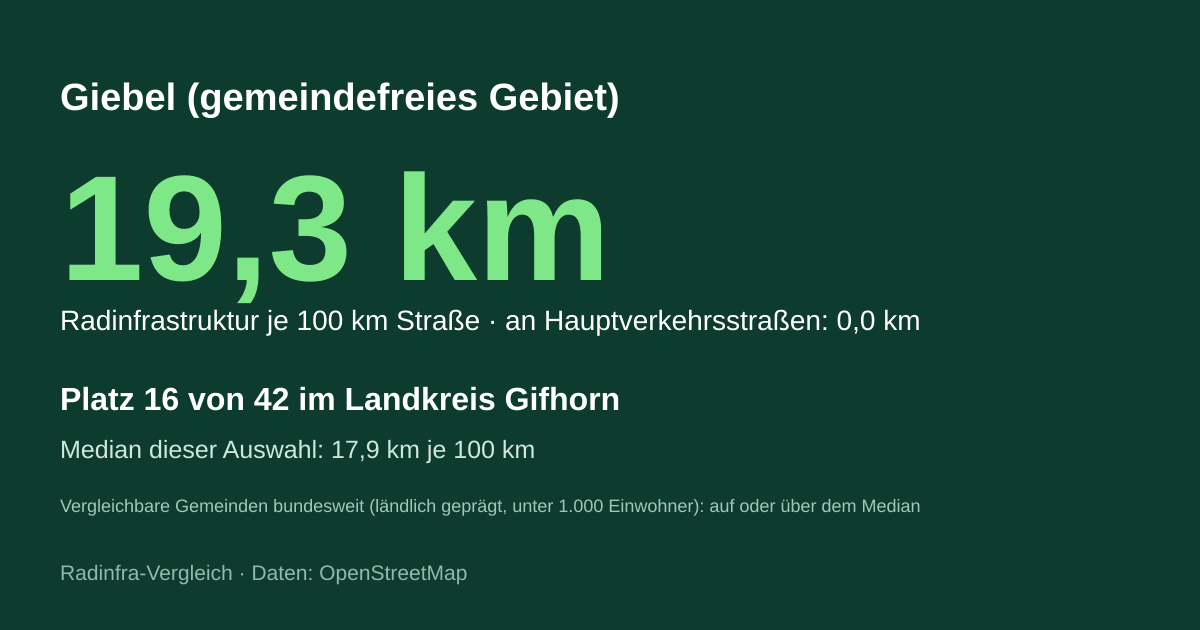 Giebel (gemeindefreies Gebiet)
19,3 km
Radinfrastruktur je 100 km Straße · an Hauptverkehrsstraßen: 0,0 km
Platz 16 von 42 im Landkreis Gifhorn
Median dieser Auswahl: 17,9 km je 100 km
Vergleichbare Gemeinden bundesweit (ländlich geprägt, unter 1.000 Einwohner): auf oder über dem Median
Radinfra-Vergleich · Daten: OpenStreetMap